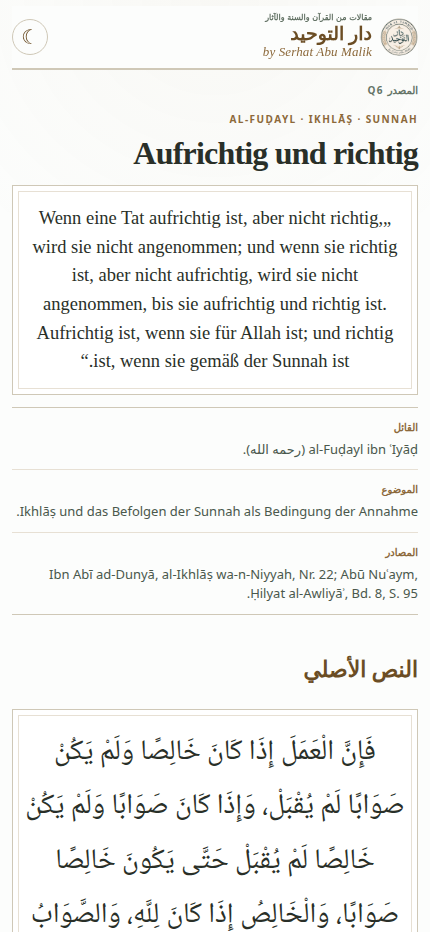 مقالات من القرآن والسنة والآثار
دار التوحيد
by Serhat Abu Malik
المصدر Q6
AL-FUḌAYL · IKHLĀṢ · SUNNAH
Aufrichtig und richtig
„Wenn eine Tat aufrichtig ist, aber nicht richtig,
wird sie nicht angenommen; und wenn sie richtig
ist, aber nicht aufrichtig, wird sie nicht
angenommen, bis sie aufrichtig und richtig ist.
Aufrichtig ist, wenn sie für Allah ist; und richtig
ist, wenn sie gemäß der Sunnah ist.“
القائل
al-Fuḍayl ibn ʿIyāḍ (رحمه الله).
الموضوع
Ikhlāṣ und das Befolgen der Sunnah als Bedingung der Annahme.
المصادر
Ibn Abī ad-Dunyā, al-Ikhlāṣ wa-n-Niyyah, Nr. 22; Abū Nuʿaym,
Ḥilyat al-Awliyāʾ, Bd. 8, S. 95.
النص الأصلي
فَإِنَّ الْعَمَلَ إِذَا كَانَ خَالِصًا وَلَمْ يَكُنْ
صَوَابًا لَمْ يُقْبَلْ، وَإِذَا كَانَ صَوَابًا وَلَمْ يَكُنْ
خَالِصًا لَمْ يُقْبَلْ حَتَّى يَكُونَ خَالِصًا
صَوَابًا، وَالْخَالِصُ إِذَا كَانَ لِلَّهِ، وَالصَّوَابُ